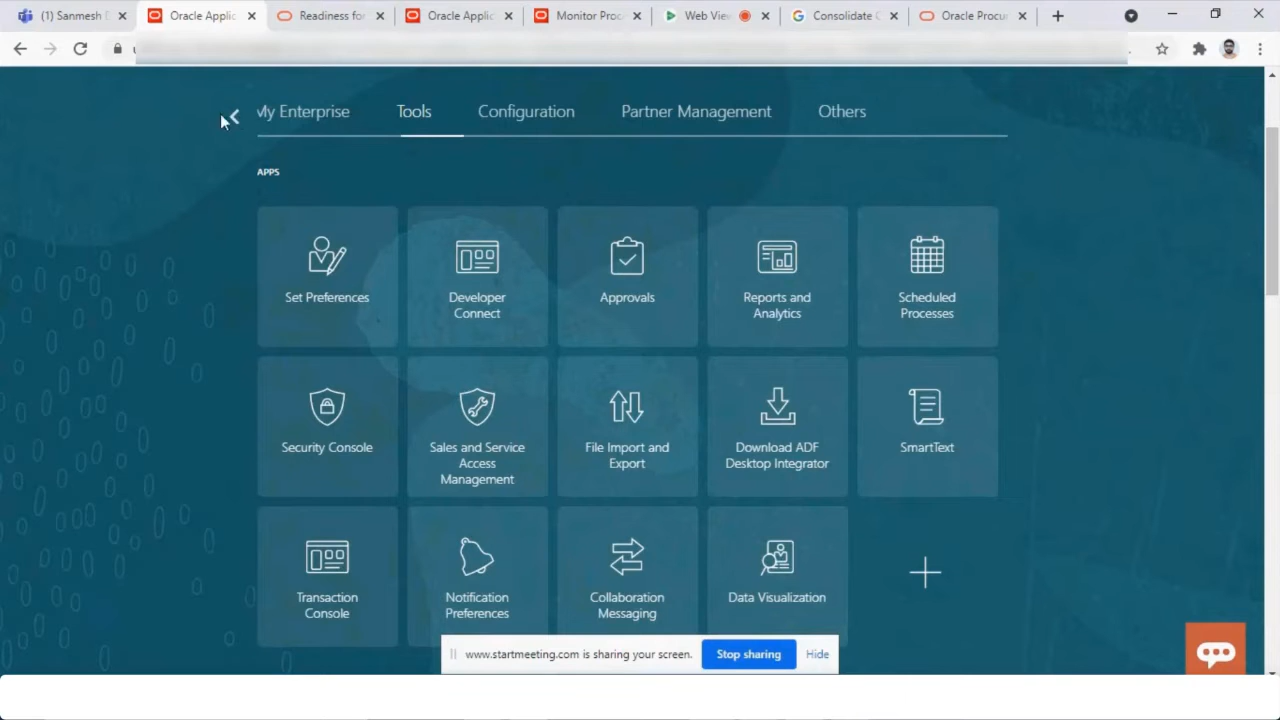 (1) Sanmesh D
Oracle Applic
Readiness for
Oracle Applic
Monitor Proc
Web Vie
Consolidate C
Oracle Procu
My Enterprise
Tools
Configuration
Partner Management
Others
APPS
Set Preferences
Developer
Connect
Approvals
Reports and
Analytics
Scheduled
Processes
Security Console
Sales and Service
Access
Management
File Import and
Export
Download ADF
Desktop Integrator
SmartText
Transaction
Console
Notification
Preferences
Collaboration
Messaging
Data Visualization
www.startmeeting.com is sharing your screen.
Stop sharing
Hide